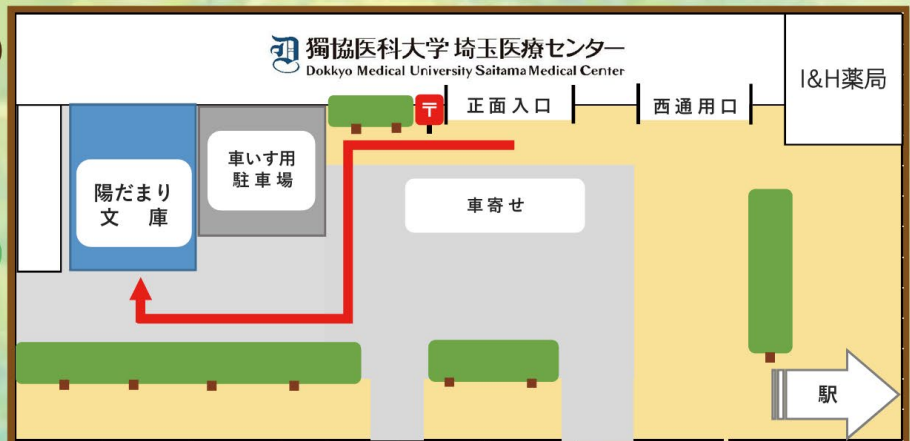 獨協医科大学 埼玉医療センター
Dokkyo Medical University Saitama Medical Center
I&H薬局
〒
正面入口
西通用口
車いす用
駐車場
陽だまり
文庫
車寄せ
駅